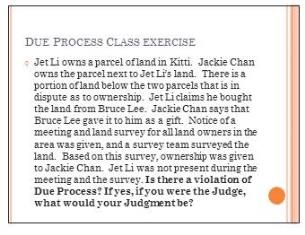 DUE PROCESS CLASS EXERCISE
Jet Li owns a parcel of land in Kitti. Jackie Chan
owns the parcel next to Jet Li's land. There is a
portion of land below the two parcels that is in
dispute as to ownership. Jet Li claims he bought
the land from Bruce Lee. Jackie Chan says that
Bruce Lee gave it to him as a gift. Notice of a
meeting and land survey for all land owners in the
area was given, and a survey team surveyed the
land. Based on this survey, ownership was given
to Jackie Chan. Jet Li was not present during the
meeting and the survey. Is there a violation of
Due Process? If yes, if you were the Judge,
what would your Judgment be?